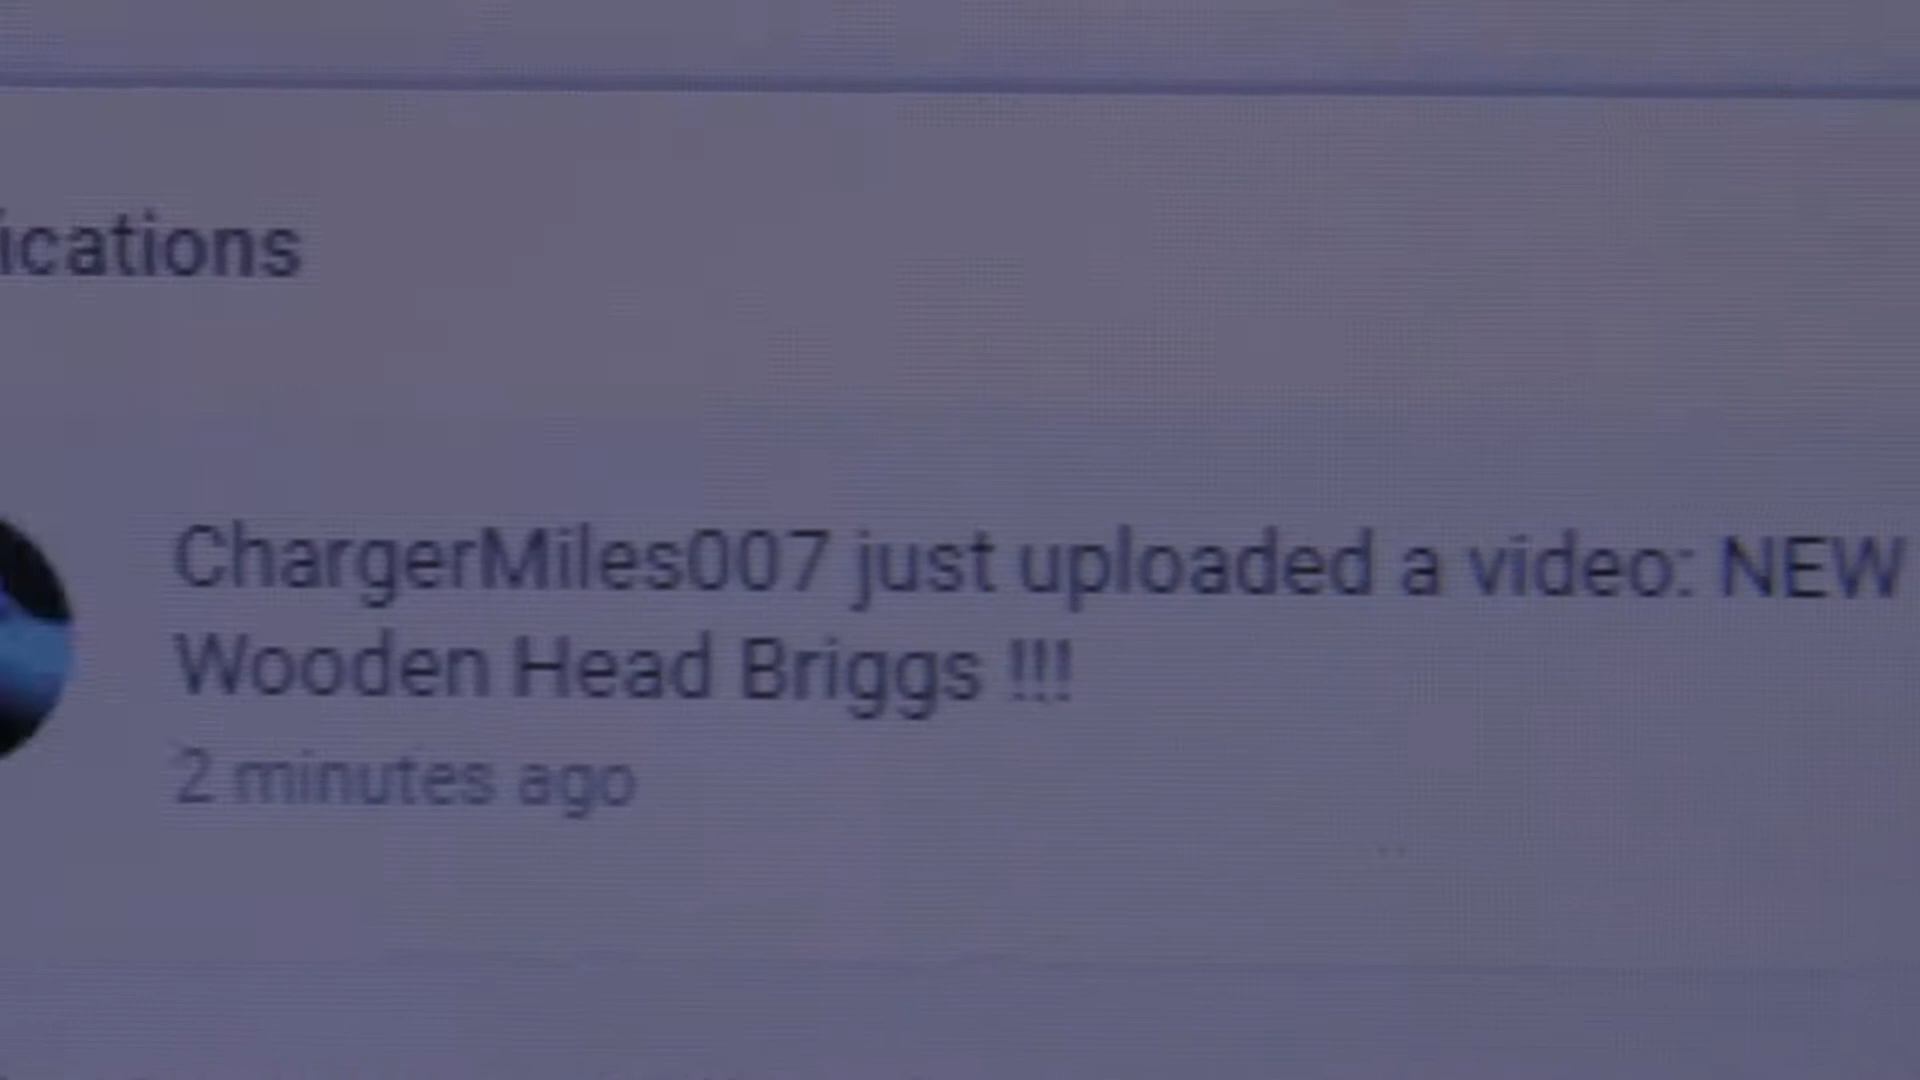 ications
ChargerMiles007 just uploaded a video: NEW
Wooden Head Briggs !!!
2 minutes ago